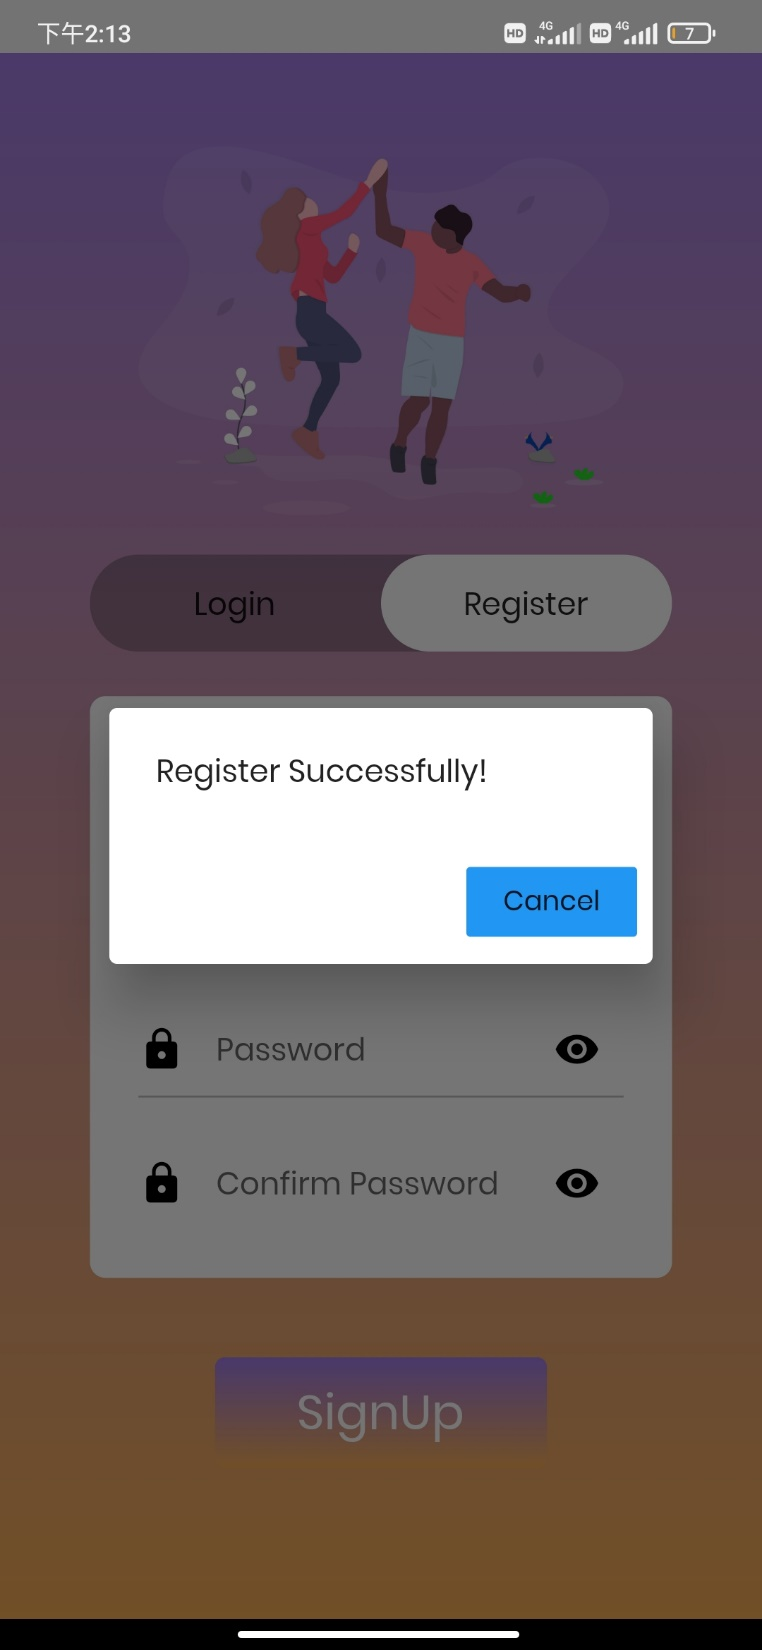 下午2:13
HD 4G HD 4G 7
Login
Register
Register Successfully!
Cancel
Password
Confirm Password
SignUp